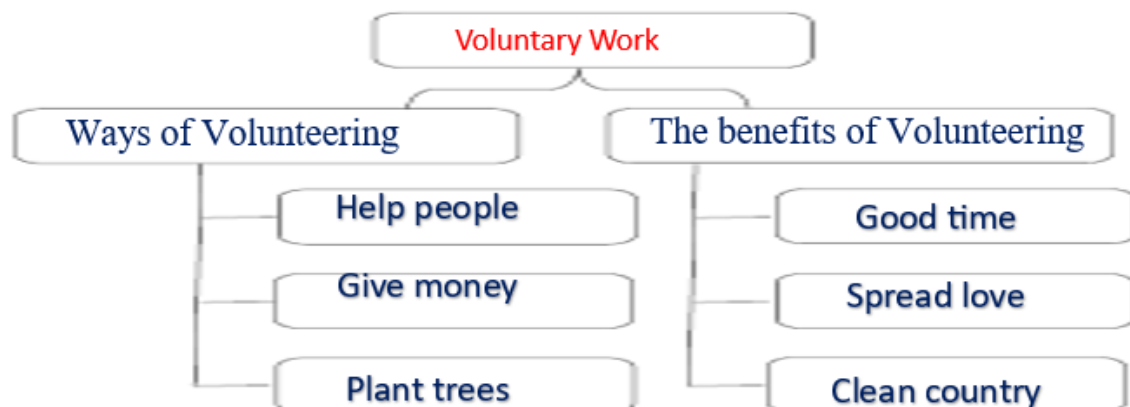 Voluntary Work
Ways of Volunteering
The benefits of Volunteering
Help people
Good time
Give money
Spread love
Plant trees
Clean country